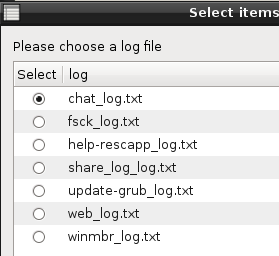 Select items
Please choose a log file
Select log
chat_log.txt
fsck_log.txt
help-rescapp_log.txt
share_log_log.txt
update-grub_log.txt
web_log.txt
winmbr_log.txt